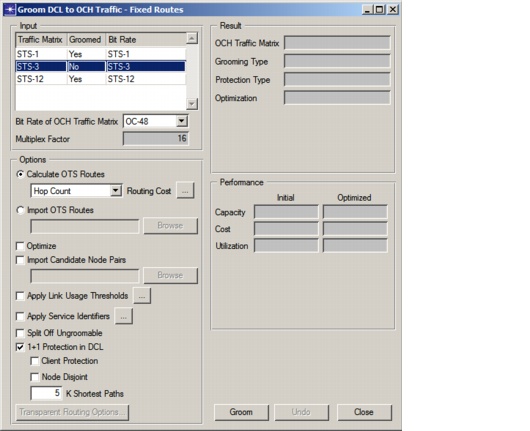 Groom DCL to OCH Traffic - Fixed Routes
Input
Traffic Matrix Groomed Bit Rate
STS-1 Yes STS-1
STS-3 No STS-3
STS-12 Yes STS-12
Bit Rate of OCH Traffic Matrix OC-48
Multiplex Factor 16
Options
Calculate OTS Routes
Hop Count Routing Cost ...
Import OTS Routes
Browse
Optimize
Import Candidate Node Pairs
Browse
Apply Link Usage Thresholds ...
Apply Service Identifiers ...
Split Off Ungroomable
1+1 Protection in DCL
Client Protection
Node Disjoint
5 K Shortest Paths
Transparent Routing Options...
Result
OCH Traffic Matrix
Grooming Type
Protection Type
Optimization
Performance
Initial Optimized
Capacity
Cost
Utilization
Groom Undo Close